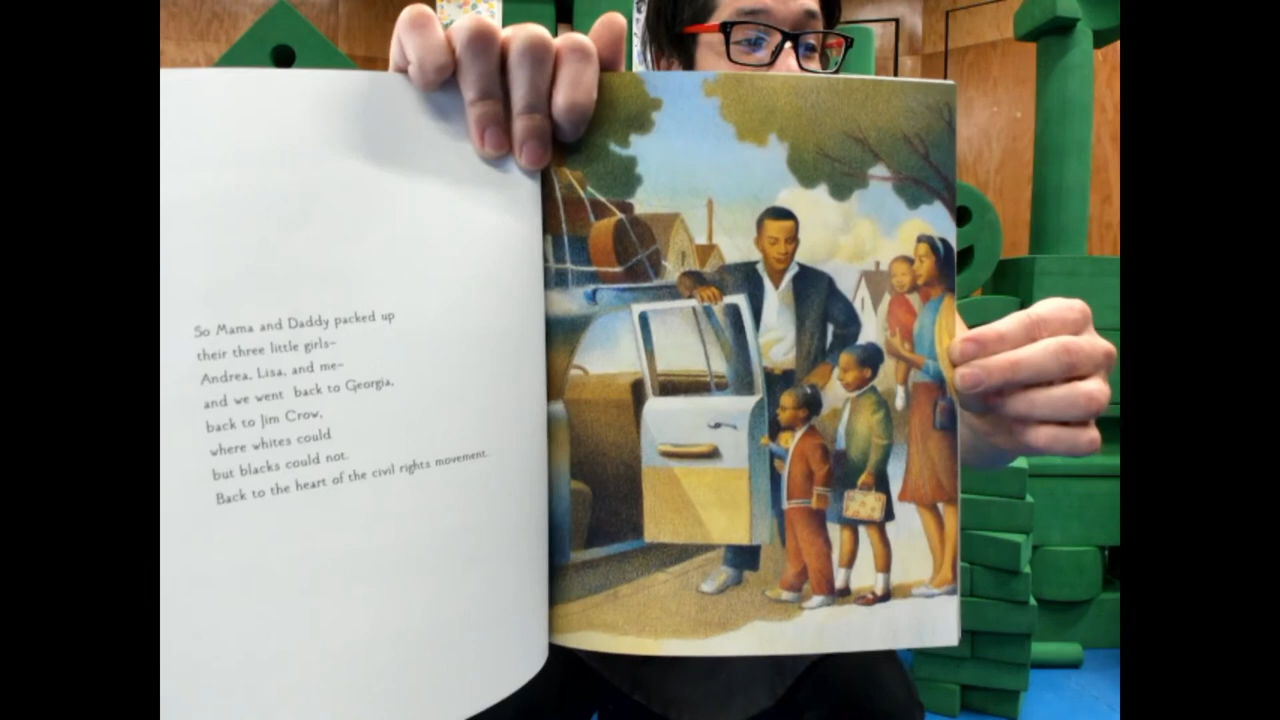 So Mama and Daddy packed up
their three little girls–
Andrea, Lisa, and me–
and we went back to Georgia,
back to Jim Crow,
where whites could
but blacks could not.
Back to the heart of the civil rights movement.